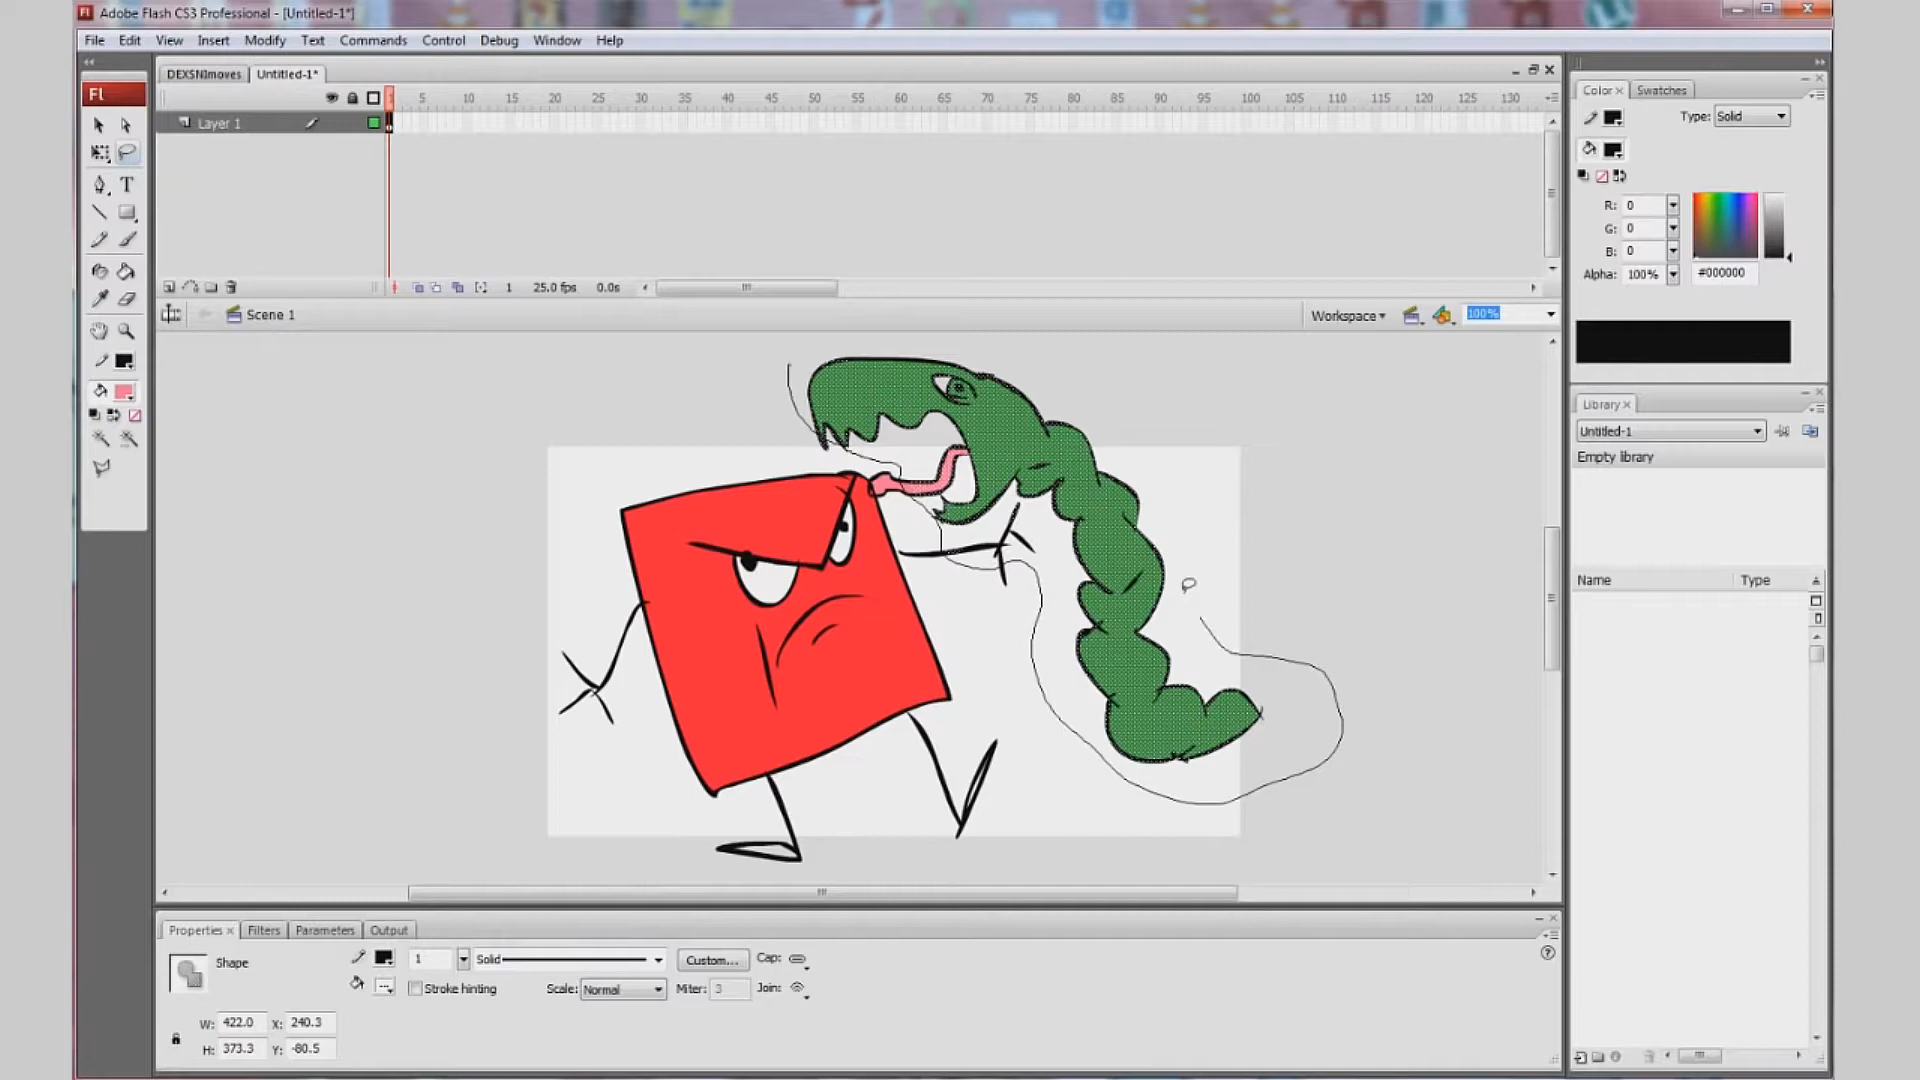 Fl Adobe Flash CS3 Professional - [Untitled-1*]
File Edit View Insert Modify Text Commands Control Debug Window Help
DEXSNImoves Untitled-1*
Fl
5 10 15 20 25 30 35 40 45 50 55 60 65 70 75 80 85 90 95 100 105 110 115 120 125 130
Layer 1
1 25.0 fps 0.0s
Scene 1
Workspace
100%
T
Color Swatches
Type: Solid
R: 0
G: 0
B: 0
Alpha: 100% #000000
Library
Untitled-1
Empty library
Name Type
Properties Filters Parameters Output
Shape
1 Solid Custom... Cap:
Stroke hinting Scale: Normal Miter: 3 Join:
W: 422.0 X: 240.3
H: 373.3 Y: -80.5